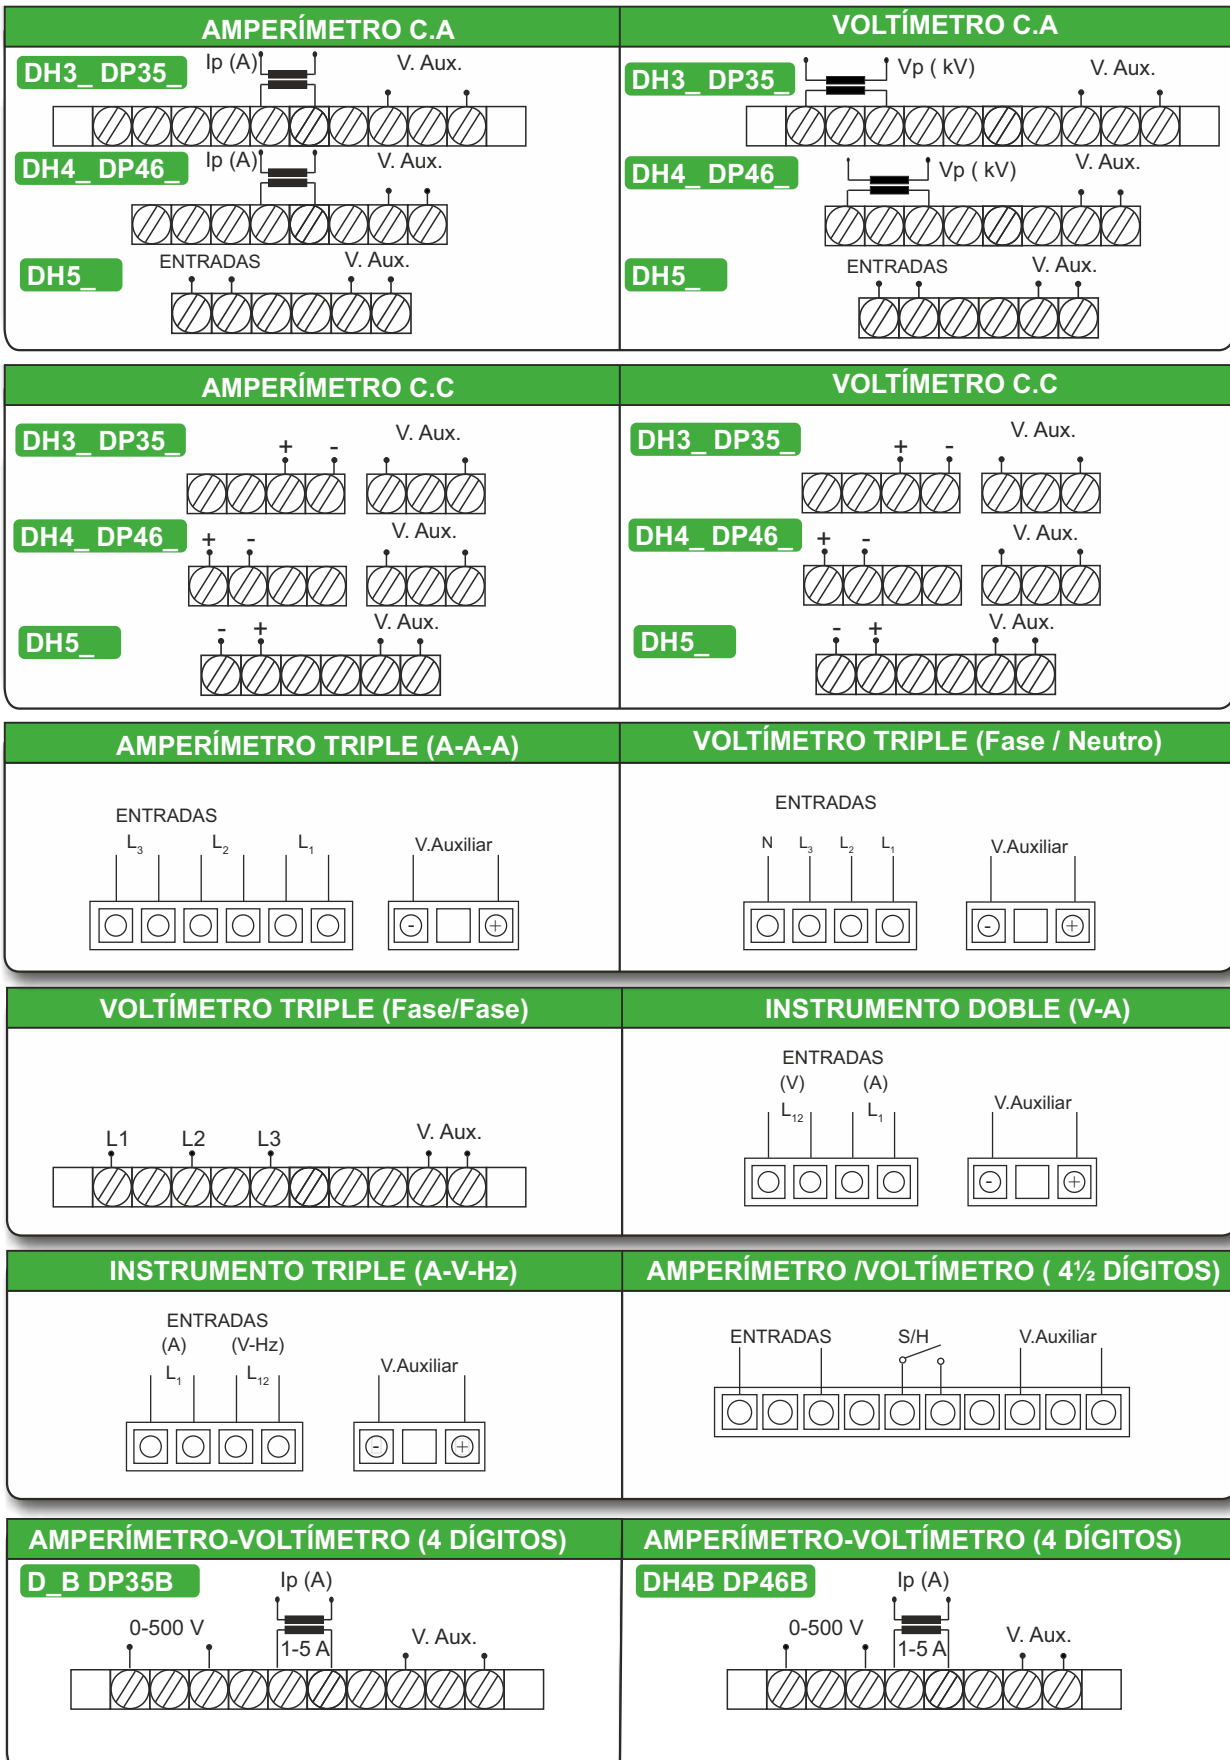 AMPERÍMETRO C.A
VOLTÍMETRO C.A
DH3_ DP35_
Ip (A)
V. Aux.
DH4_ DP46_
Ip (A)
V. Aux.
DH5_
ENTRADAS
V. Aux.
DH3_ DP35_
Vp ( kV)
V. Aux.
DH4_ DP46_
Vp ( kV)
V. Aux.
DH5_
ENTRADAS
V. Aux.
AMPERÍMETRO C.C
VOLTÍMETRO C.C
DH3_ DP35_
+ -
V. Aux.
DH4_ DP46_
+ -
V. Aux.
DH5_
- +
V. Aux.
DH3_ DP35_
+ -
V. Aux.
DH4_ DP46_
+ -
V. Aux.
DH5_
- +
V. Aux.
AMPERÍMETRO TRIPLE (A-A-A)
VOLTÍMETRO TRIPLE (Fase / Neutro)
ENTRADAS
L3 L2 L1
V.Auxiliar
- +
ENTRADAS
N L3 L2 L1
V.Auxiliar
- +
VOLTÍMETRO TRIPLE (Fase/Fase)
INSTRUMENTO DOBLE (V-A)
L1 L2 L3
V. Aux.
ENTRADAS
(V) (A)
L12 L1
V.Auxiliar
- +
INSTRUMENTO TRIPLE (A-V-Hz)
AMPERÍMETRO /VOLTÍMETRO ( 4½ DÍGITOS)
ENTRADAS
(A) (V-Hz)
L1 L12
V.Auxiliar
- +
ENTRADAS
S/H
V.Auxiliar
AMPERÍMETRO-VOLTÍMETRO (4 DÍGITOS)
AMPERÍMETRO-VOLTÍMETRO (4 DÍGITOS)
D_B DP35B
Ip (A)
0-500 V
1-5 A
V. Aux.
DH4B DP46B
Ip (A)
0-500 V
1-5 A
V. Aux.